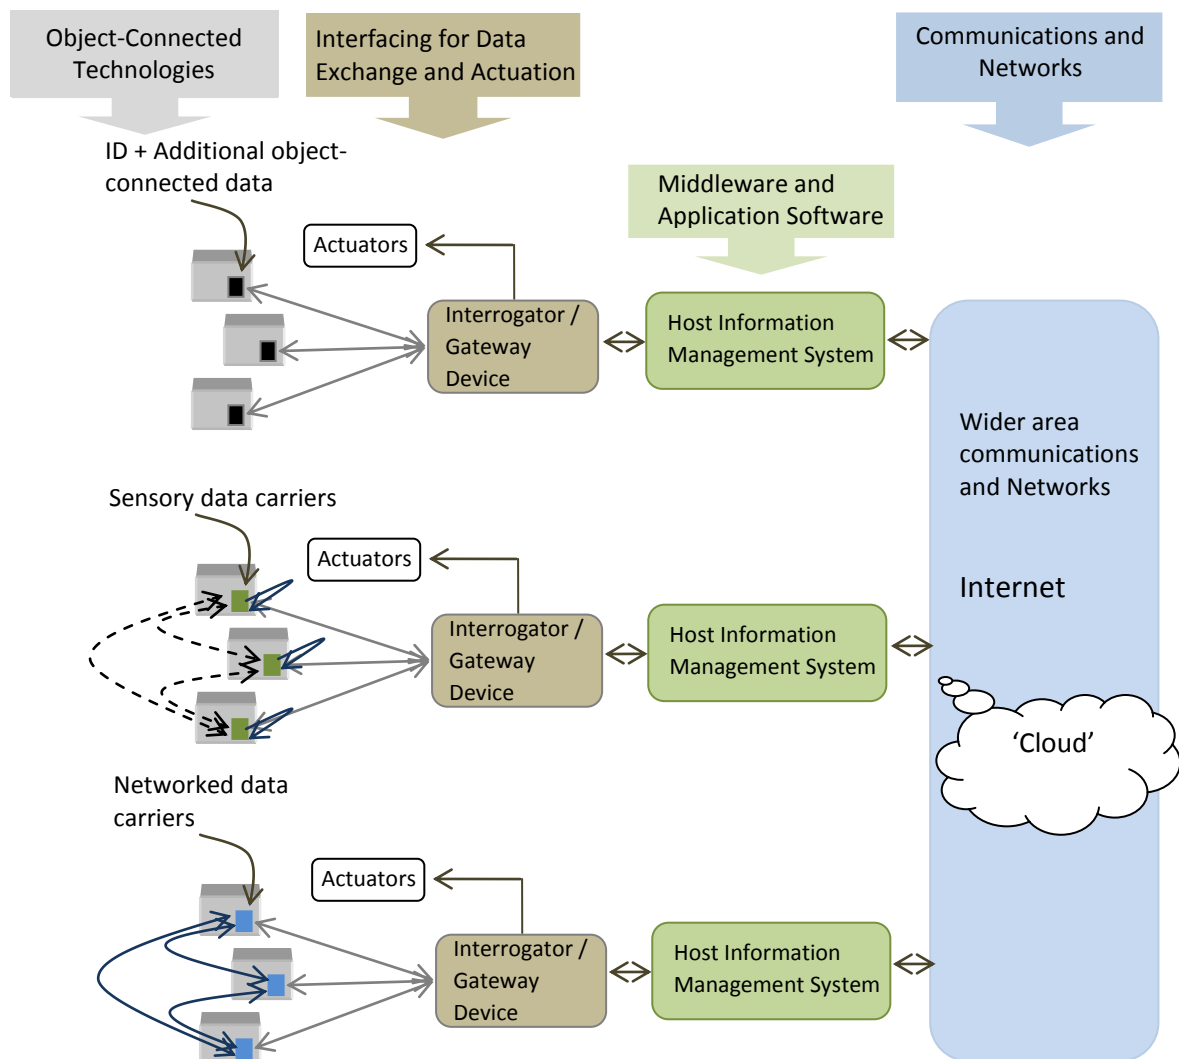 Object-Connected
Technologies
Interfacing for Data
Exchange and Actuation
Communications and
Networks
ID + Additional object-
connected data
Middleware and
Application Software
Actuators
Interrogator /
Gateway
Device
Host Information
Management System
Wider area
communications
and Networks
Sensory data carriers
Actuators
Interrogator /
Gateway
Device
Host Information
Management System
Internet
'Cloud'
Networked data
carriers
Actuators
Interrogator /
Gateway
Device
Host Information
Management System